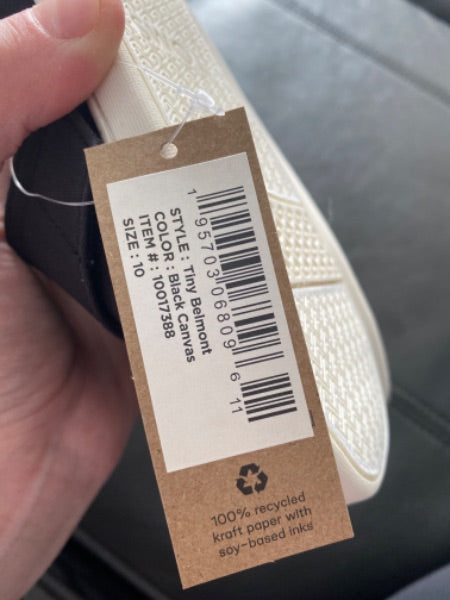 STYLE : Tiny Belmont
COLOR : Black Canvas
ITEM # : 10017388
SIZE : 10
1 95703 06809 6 11
100% recycled
kraft paper with
soy-based inks